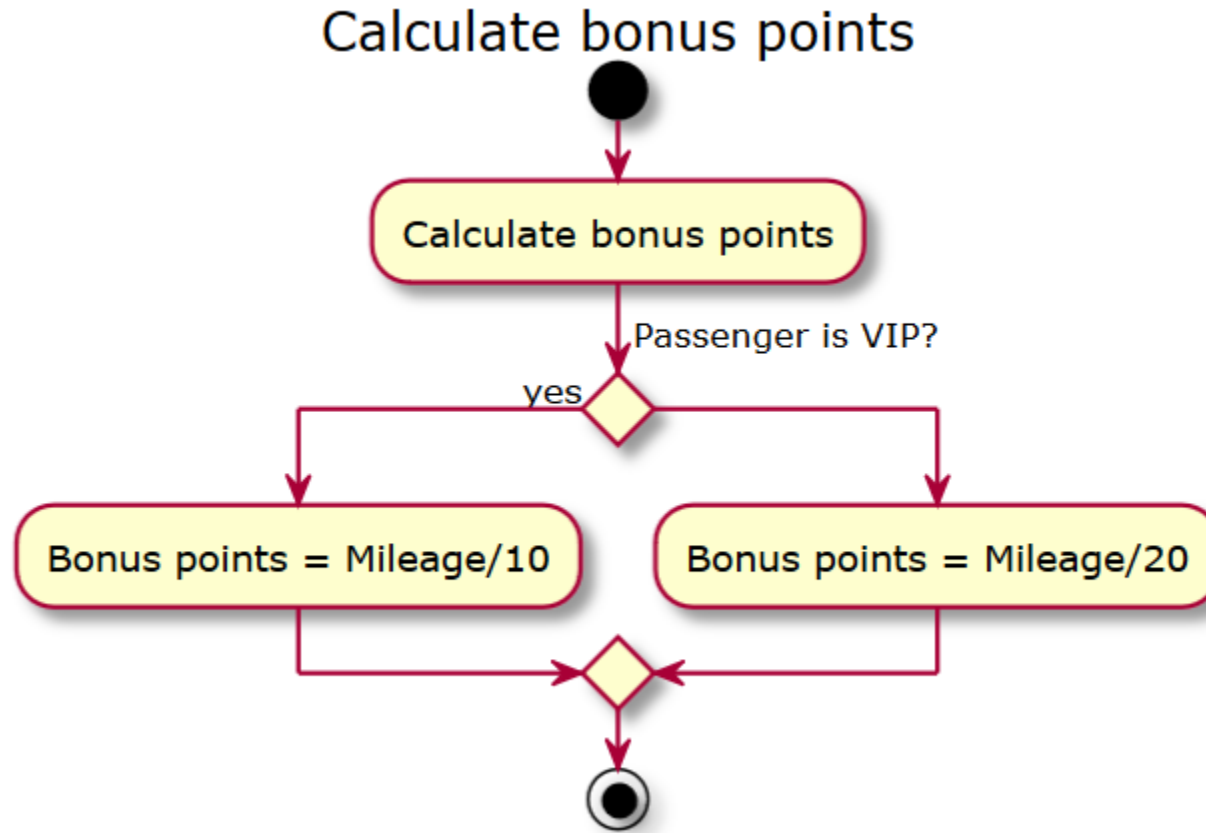 Calculate bonus points
Calculate bonus points
Passenger is VIP?
yes
Bonus points = Mileage/10
Bonus points = Mileage/20